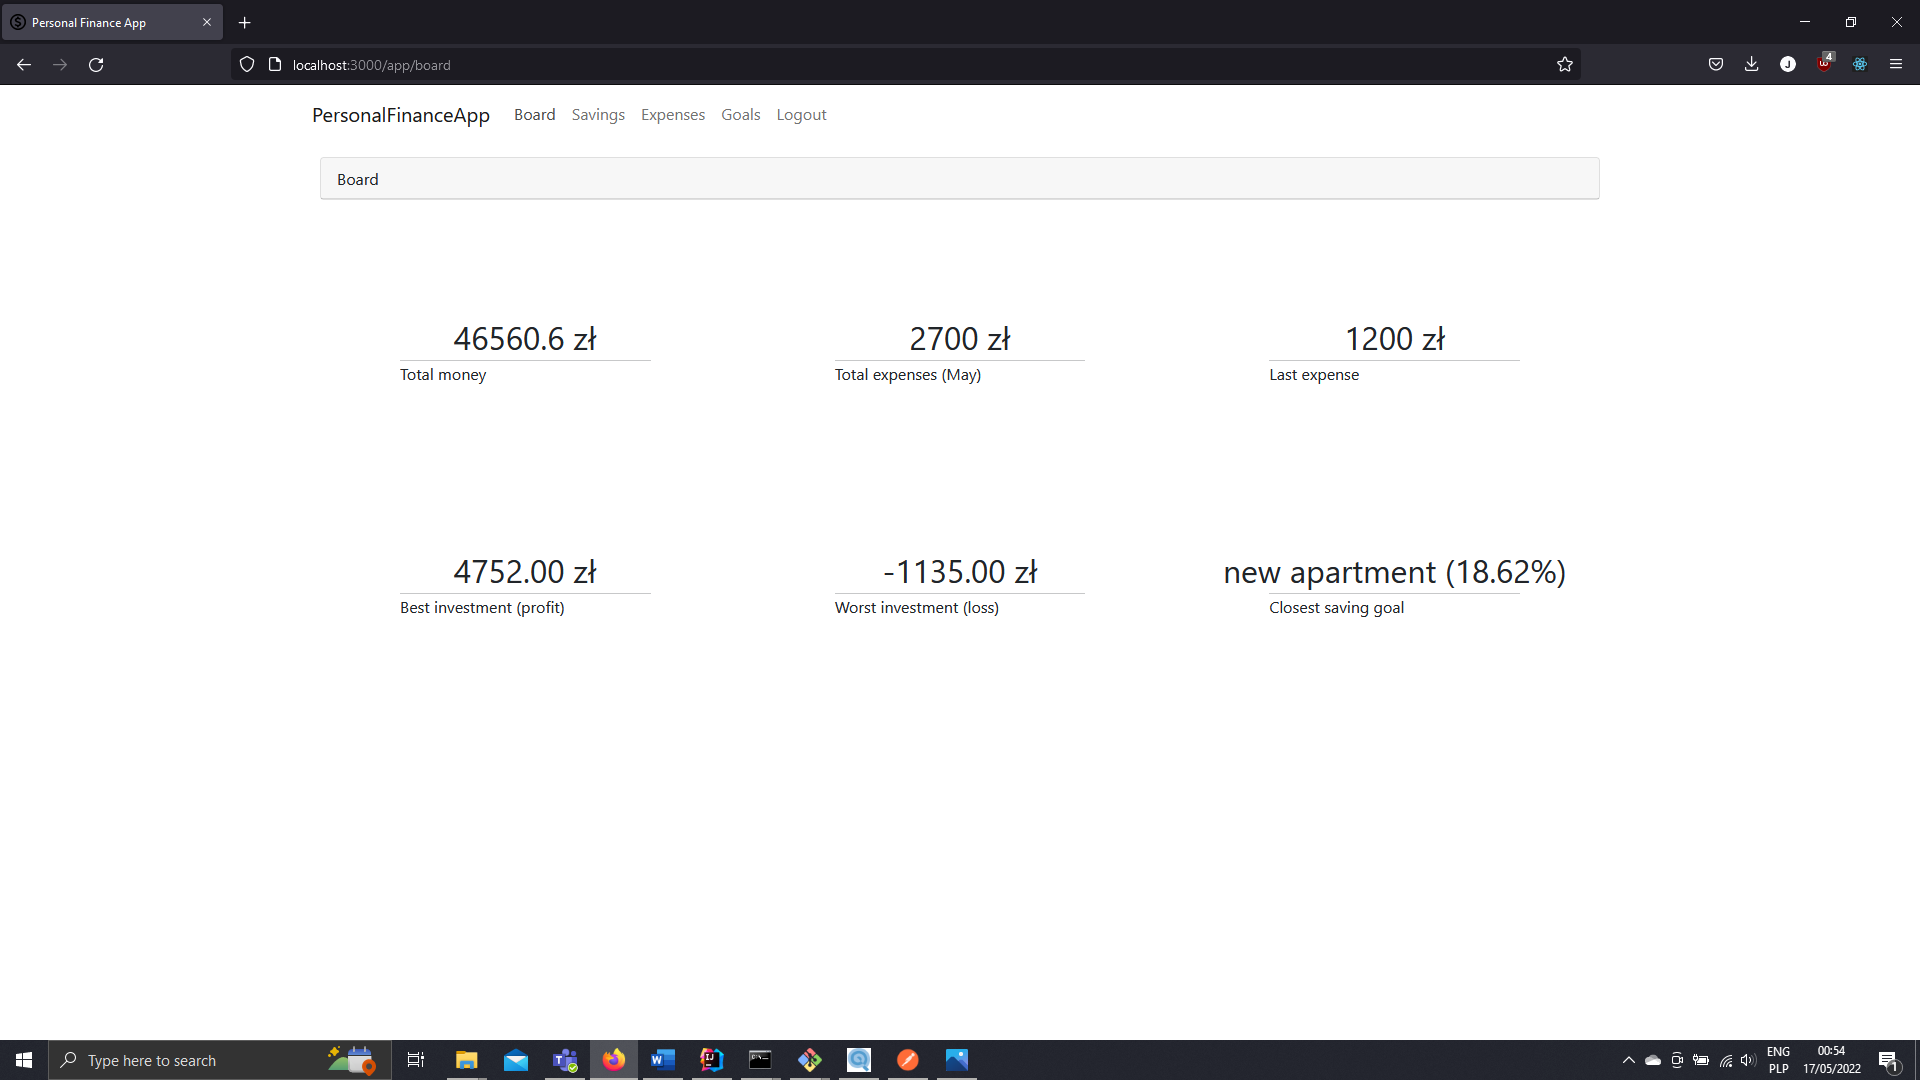 Personal Finance App
localhost:3000/app/board
4
PersonalFinanceApp Board Savings Expenses Goals Logout
Board
46560.6 zł 2700 zł 1200 zł
Total money Total expenses (May) Last expense
4752.00 zł -1135.00 zł new apartment (18.62%)
Best investment (profit) Worst investment (loss) Closest saving goal
Type here to search
ENG 00:54
PLP 17/05/2022 1